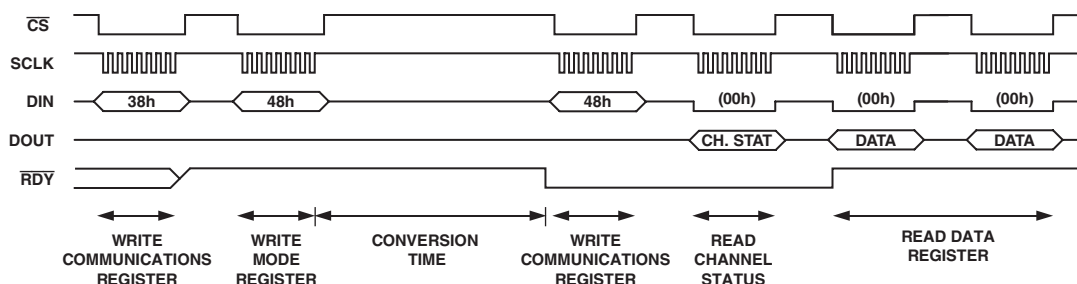 CS
SCLK
DIN
38h
48h
48h
(00h)
(00h)
(00h)
DOUT
CH. STAT
DATA
DATA
RDY
WRITE
COMMUNICATIONS
REGISTER
WRITE
MODE
REGISTER
CONVERSION
TIME
WRITE
COMMUNICATIONS
REGISTER
READ
CHANNEL
STATUS
READ DATA
REGISTER